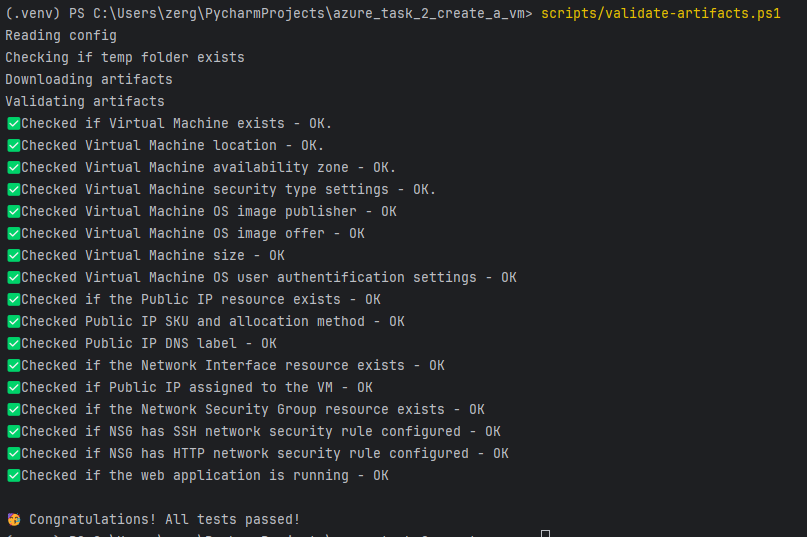 (.venv) PS C:\Users\zerg\PycharmProjects\azure_task_2_create_a_vm> scripts/validate-artifacts.ps1
Reading config
Checking if temp folder exists
Downloading artifacts
Validating artifacts
✅Checked if Virtual Machine exists - OK.
✅Checked Virtual Machine location - OK.
✅Checked Virtual Machine availability zone - OK.
✅Checked Virtual Machine security type settings - OK.
✅Checked Virtual Machine OS image publisher - OK
✅Checked Virtual Machine OS image offer - OK
✅Checked Virtual Machine size - OK
✅Checked Virtual Machine OS user authentification settings - OK
✅Checked if the Public IP resource exists - OK
✅Checked Public IP SKU and allocation method - OK
✅Checked Public IP DNS label - OK
✅Checked if the Network Interface resource exists - OK
✅Checked if Public IP assigned to the VM - OK
✅Checked if the Network Security Group resource exists - OK
✅Checked if NSG has SSH network security rule configured - OK
✅Checked if NSG has HTTP network security rule configured - OK
✅Checked if the web application is running - OK
🥳 Congratulations! All tests passed!